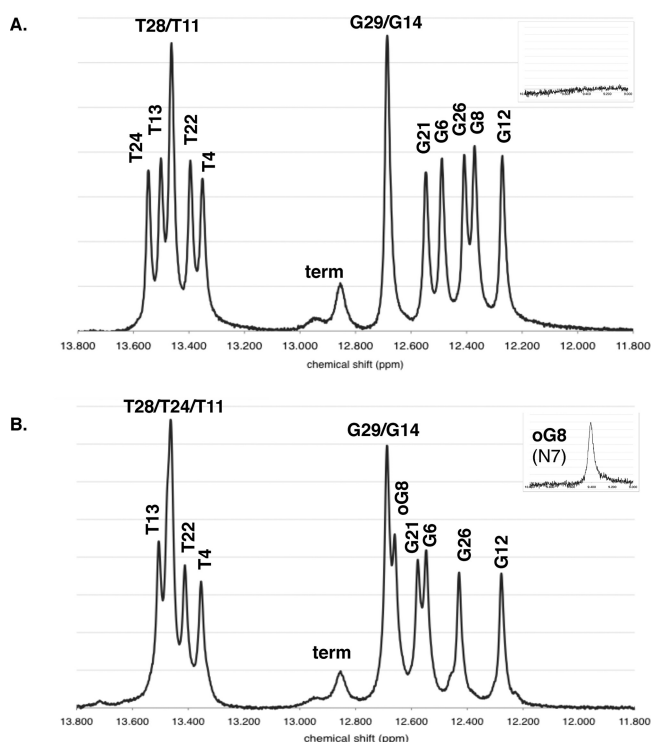 A.
T28/T11
G29/G14
T24
T13
T22
T4
term
G21
G6
G26
G8
G12
13.800 13.600 13.400 13.200 13.000 12.800 12.600 12.400 12.200 12.000 11.800
chemical shift (ppm)
B.
T28/T24/T11
G29/G14
oG8
(N7)
T13
T22
T4
term
oG8
G21
G6
G26
G12
13.800 13.600 13.400 13.200 13.000 12.800 12.600 12.400 12.200 12.000 11.800
chemical shift (ppm)